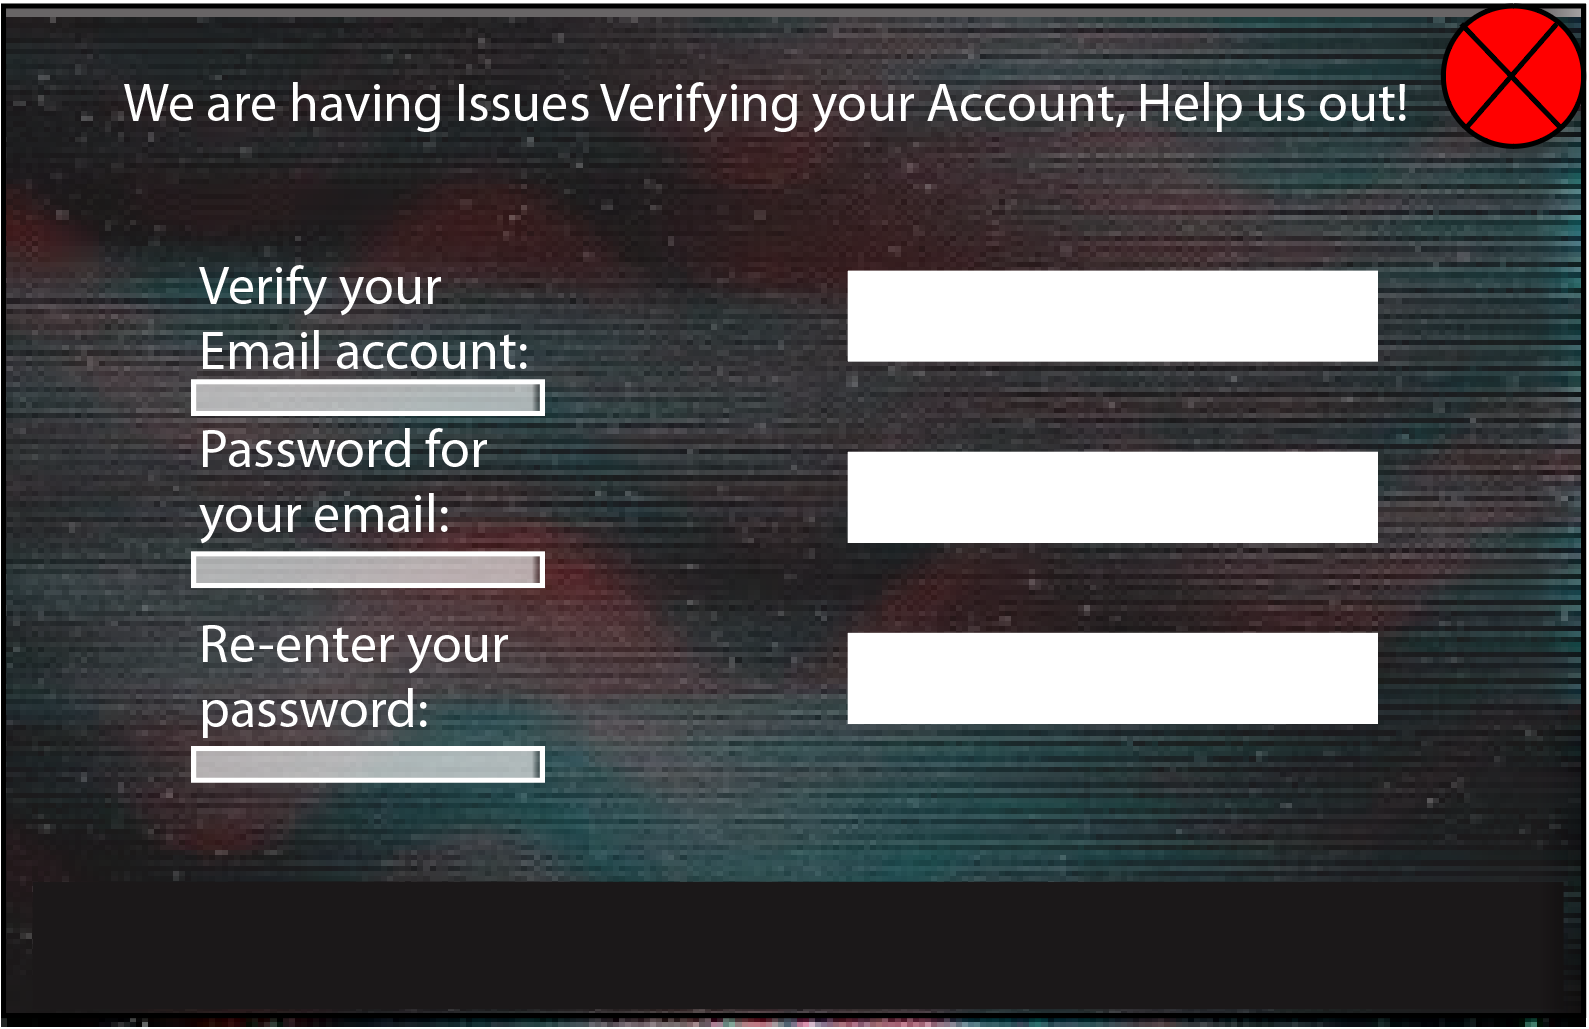 We are having Issues Verifying your Account, Help us out!
Verify your
Email account:
Password for
your email:
Re-enter your
password: